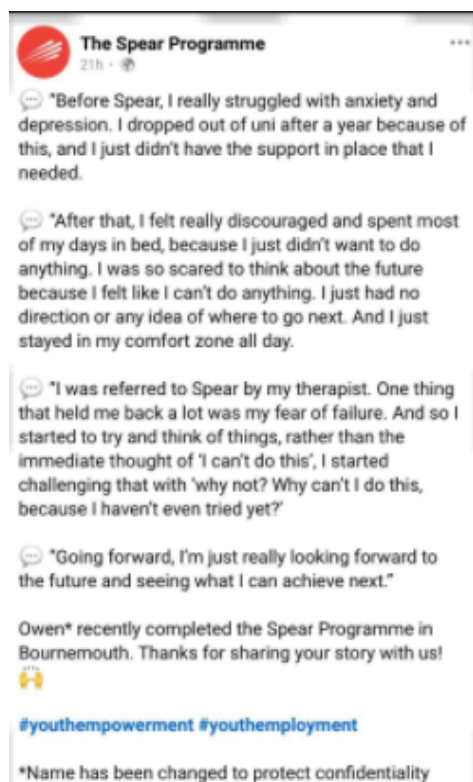 The Spear Programme
21h ·
💬 "Before Spear, I really struggled with anxiety and
depression. I dropped out of uni after a year because of
this, and I just didn't have the support in place that I
needed.
💬 "After that, I felt really discouraged and spent most
of my days in bed, because I just didn't want to do
anything. I was so scared to think about the future
because I felt like I can't do anything. I just had no
direction or any idea of where to go next. And I just
stayed in my comfort zone all day.
💬 "I was referred to Spear by my therapist. One thing
that held me back a lot was my fear of failure. And so I
started to try and think of things, rather than the
immediate thought of 'I can't do this', I started
challenging that with 'why not? Why can't I do this,
because I haven't even tried yet?'
💬 "Going forward, I'm just really looking forward to
the future and seeing what I can achieve next."
Owen* recently completed the Spear Programme in
Bournemouth. Thanks for sharing your story with us!
🙌
#youthempowerment #youthemployment
*Name has been changed to protect confidentiality